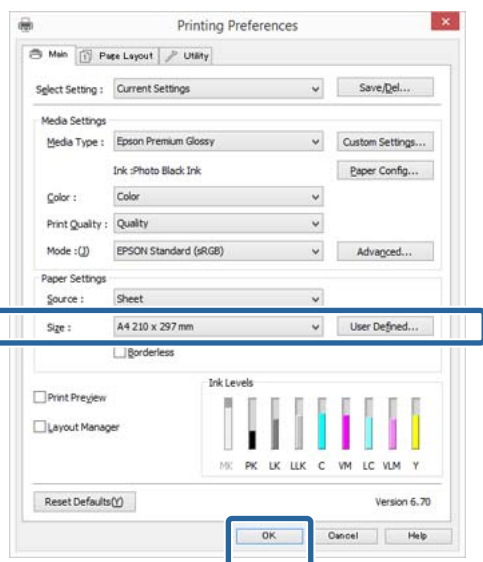 Printing Preferences
Main Page Layout Utility
Select Setting : Current Settings Save/Del...
Media Settings
Media Type : Epson Premium Glossy Custom Settings...
Ink :Photo Black Ink Paper Config...
Color : Color
Print Quality : Quality
Mode :(J) EPSON Standard (sRGB) Advanced...
Paper Settings
Source : Sheet
Size : A4 210 x 297 mm User Defined...
Borderless
Ink Levels
Print Preview
Layout Manager
MK PK LK LLK C VM LC VLM Y
Reset Defaults(Y) Version 6.70
OK Cancel Help